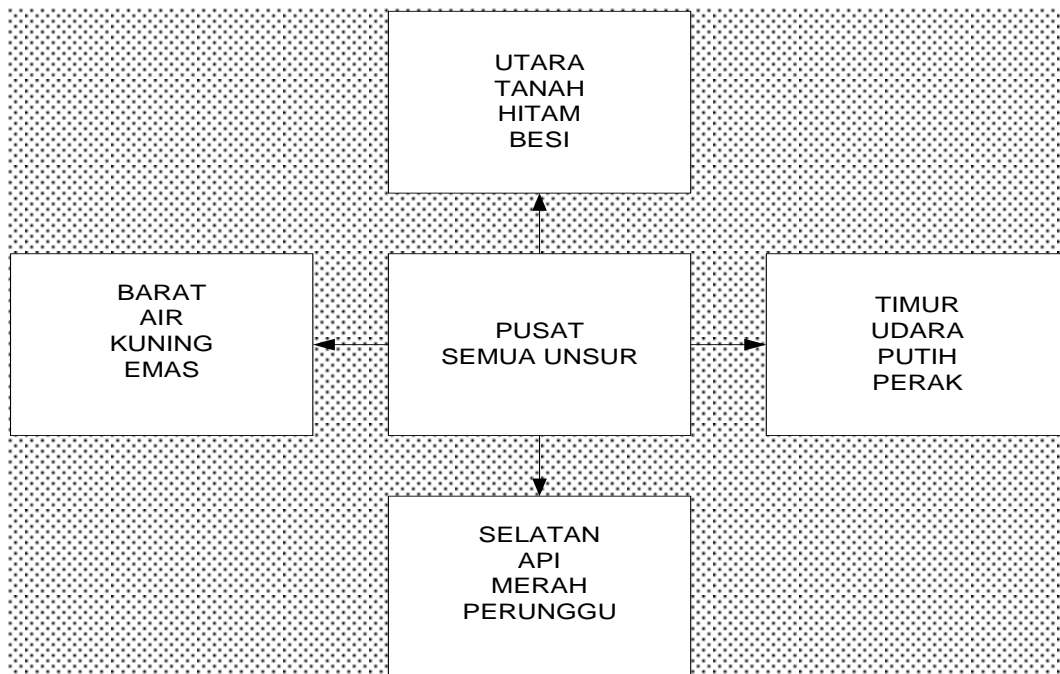 UTARA
TANAH
HITAM
BESI
BARAT
AIR
KUNING
EMAS
PUSAT
SEMUA UNSUR
TIMUR
UDARA
PUTIH
PERAK
SELATAN
API
MERAH
PERUNGGU